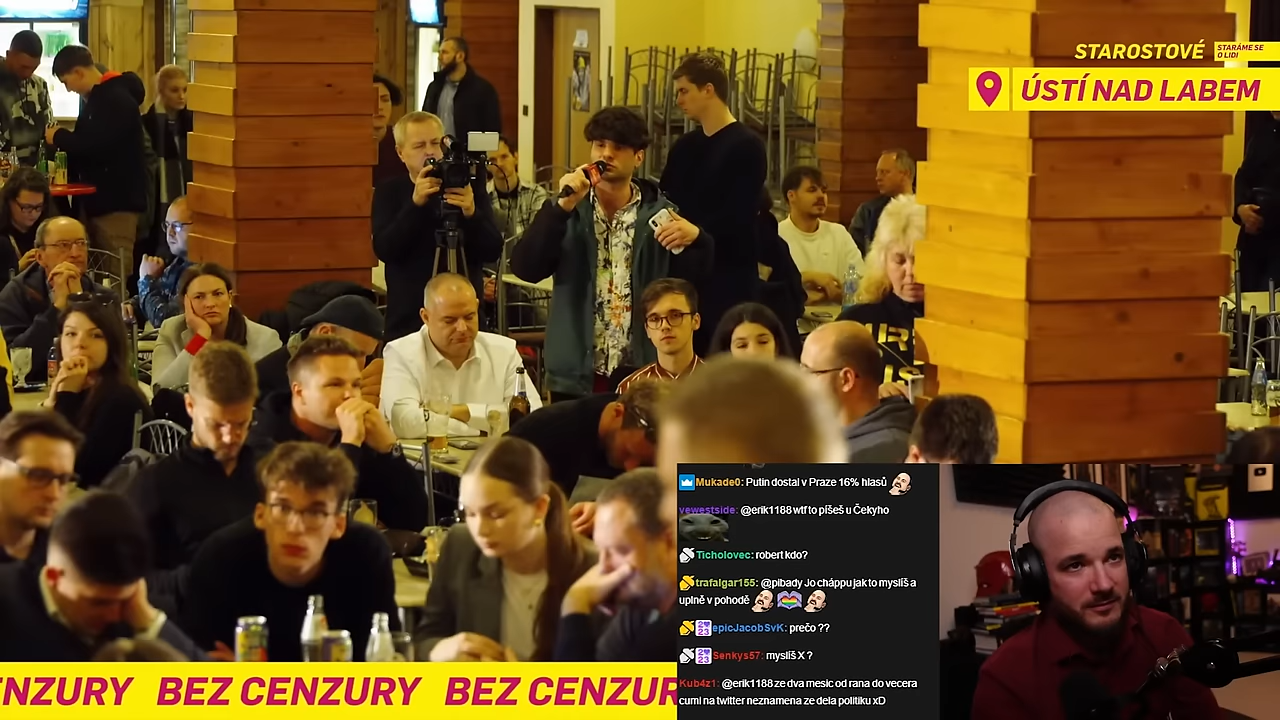 STAROSTOVÉ
STARÁME SE
O LIDI
ÚSTÍ NAD LABEM
NZURY BEZ CENZURY BEZ CENZUR
Mukade0: Putin dostal v Praze 16% hlasů
vewestside: @erik1188 wtf to píšeš u Čekyho
Ticholovec: robert kdo?
trafalgar155: @pibady Jo cháppu jak to myslíš a
uplně v pohodě
epicJacobSvK: prečo ??
Senkys57: myslíš X ?
Kub4z1: @erik1188 ze dva mesic od rana do vecera
cumi na twitter neznamena ze dela politiku xD